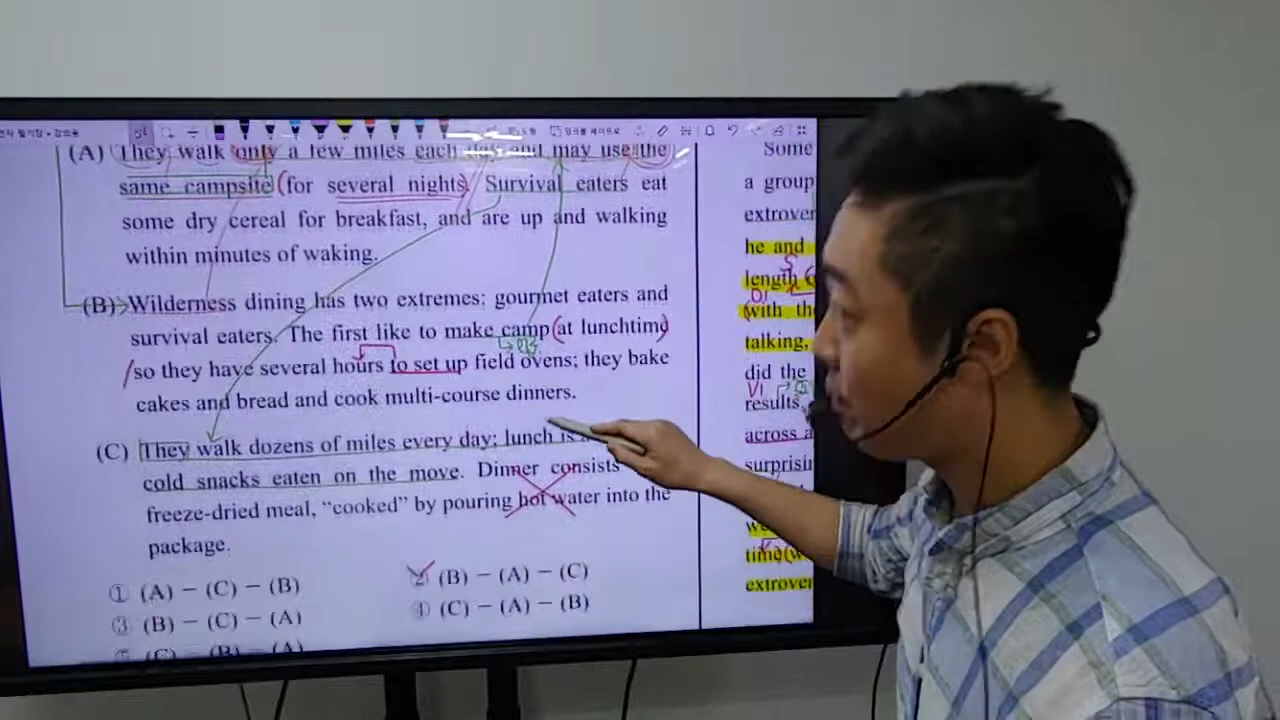 (A) They walk only a few miles each day and may use the
same campsite (for several nights). Survival eaters eat
some dry cereal for breakfast, and are up and walking
within minutes of waking.
(B) Wilderness dining has two extremes: gourmet eaters and
survival eaters. The first like to make camp (at lunchtime)
/so they have several hours to set up field ovens; they bake
cakes and bread and cook multi-course dinners.
(C) They walk dozens of miles every day; lunch is
cold snacks eaten on the move. Dinner consists
freeze-dried meal, “cooked” by pouring hot water into the
package.
① (A) − (C) − (B)
② (B) − (A) − (C)
③ (B) − (C) − (A)
④ (C) − (A) − (B)
⑤ (C) − (B) − (A)
Some
a group
extrover
he and
S
length
with th
talking,
did the
results,
across a
surprisin
we
time(w
extrover